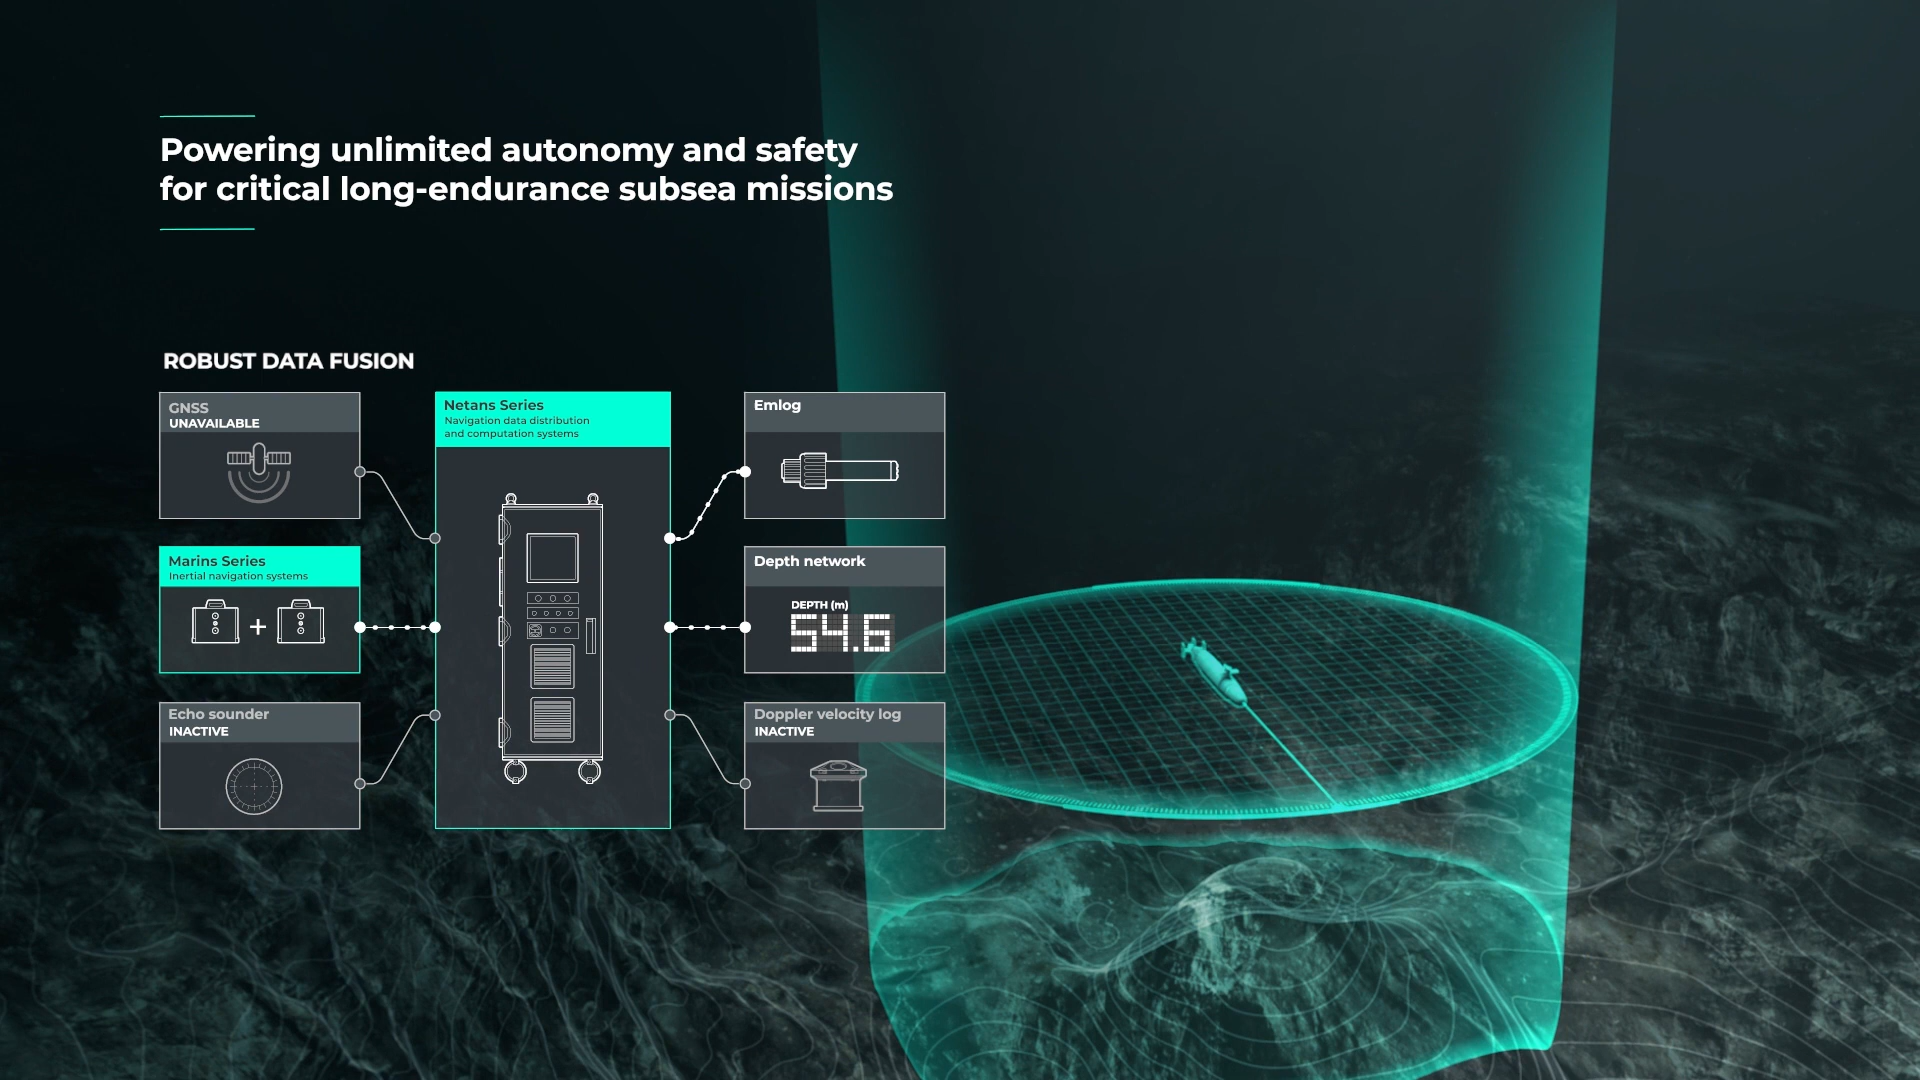 Powering unlimited autonomy and safety
for critical long-endurance subsea missions
ROBUST DATA FUSION
GNSS
UNAVAILABLE
Marins Series
Inertial navigation systems
+
Echo sounder
INACTIVE
Netans Series
Navigation data distribution
and computation systems
Emlog
Depth network
DEPTH (m)
54.6
Doppler velocity log
INACTIVE